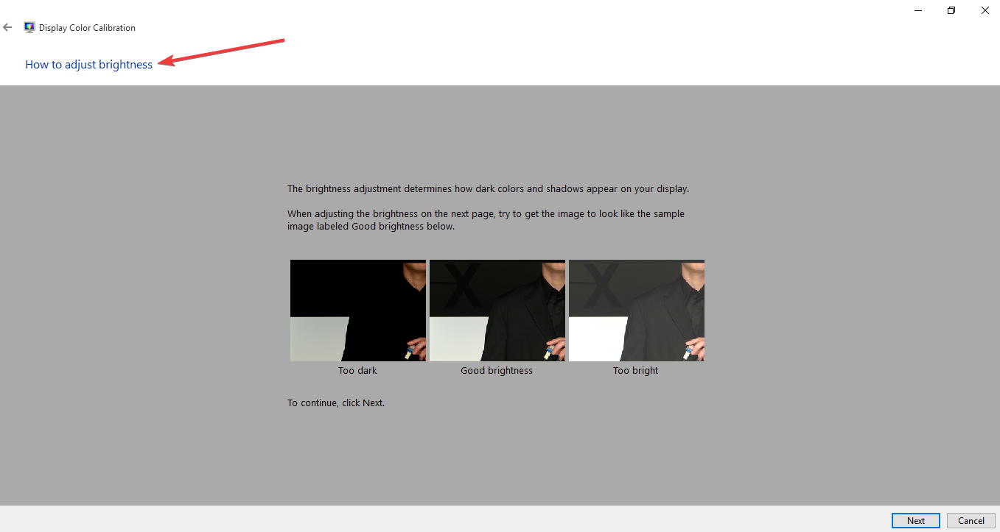 Display Color Calibration
How to adjust brightness
The brightness adjustment determines how dark colors and shadows appear on your display.
When adjusting the brightness on the next page, try to get the image to look like the sample
image labeled Good brightness below.
X
X
Too dark
Good brightness
Too bright
To continue, click Next.
Next
Cancel